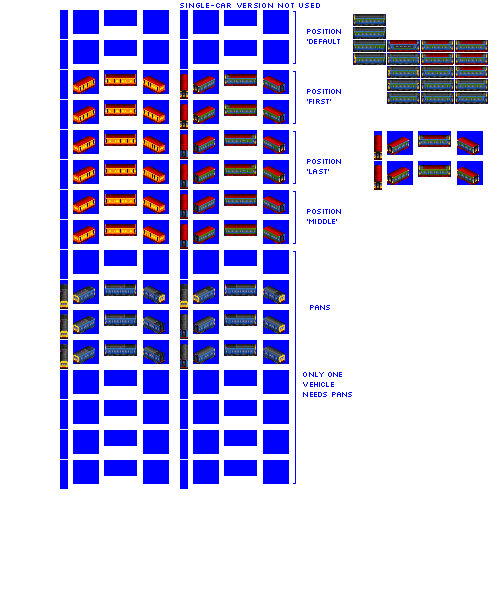 SINGLE-CAR VERSION NOT USED
POSITION
'DEFAULT
POSITION
'FIRST'
POSITION
'LAST'
POSITION
'MIDDLE'
PANS
ONLY ONE
VEHICLE
NEEDS PANS